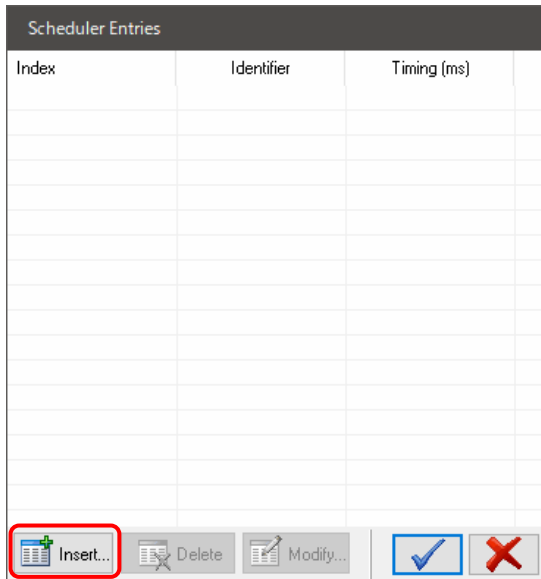 Scheduler Entries
Index Identifier Timing (ms)
Insert... Delete Modify...